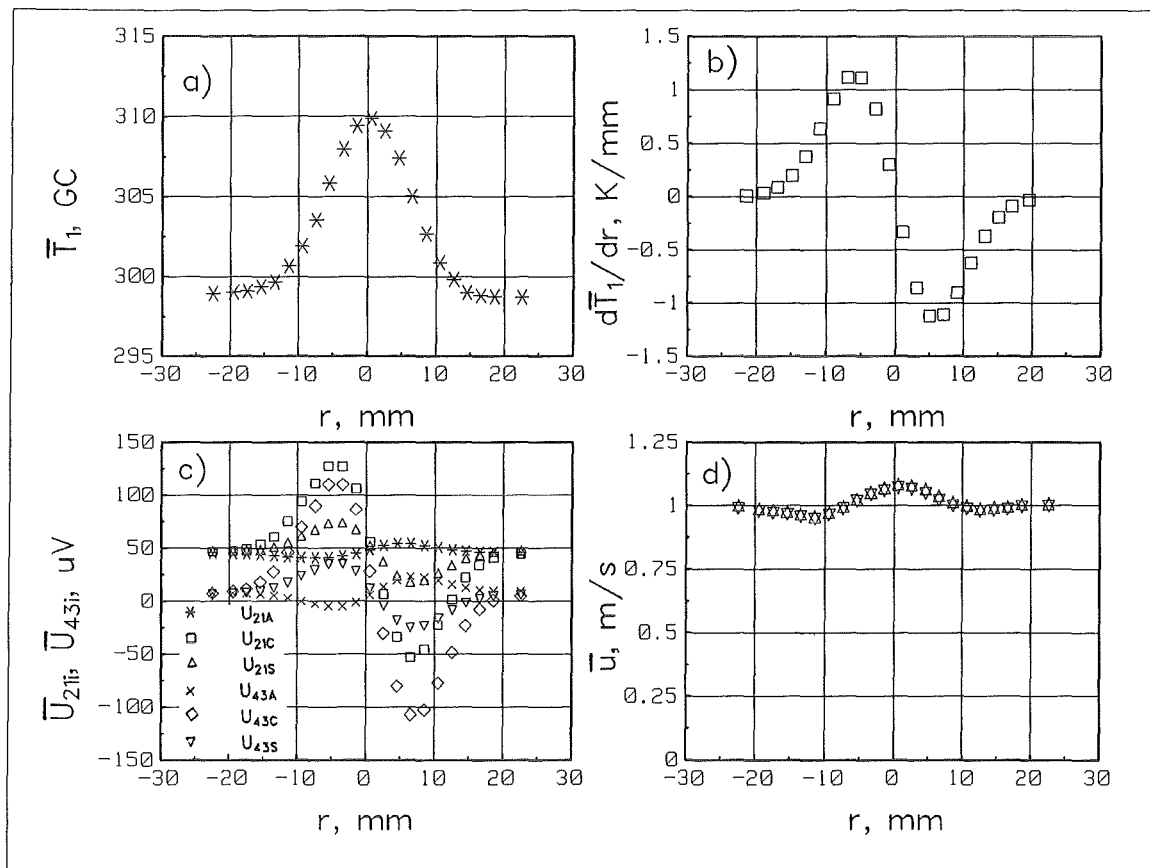 a)
315
310
305
300
295
T̅₁, GC
-30 -20 -10 0 10 20 30
r, mm
b)
1.5
1
0.5
0
-0.5
-1
-1.5
dT̅₁/dr, K/mm
-30 -20 -10 0 10 20 30
r, mm
c)
150
100
50
0
-50
-100
-150
U̅₂₁ᵢ, U̅₄₃ᵢ, uV
U₂₁A
U₂₁C
U₂₁S
U₄₃A
U₄₃C
U₄₃S
-30 -20 -10 0 10 20 30
r, mm
d)
1.25
1
0.75
0.5
0.25
0
u̅, m/s
-30 -20 -10 0 10 20 30
r, mm